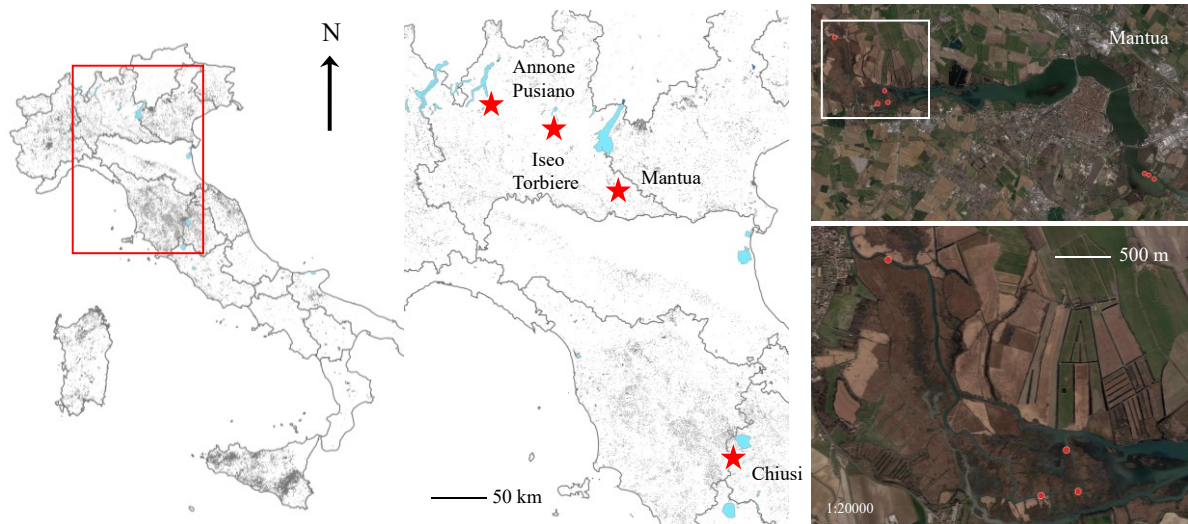 N
Annone
Pusiano
Iseo
Torbiere
Mantua
Chiusi
50 km
Mantua
500 m
1:20000